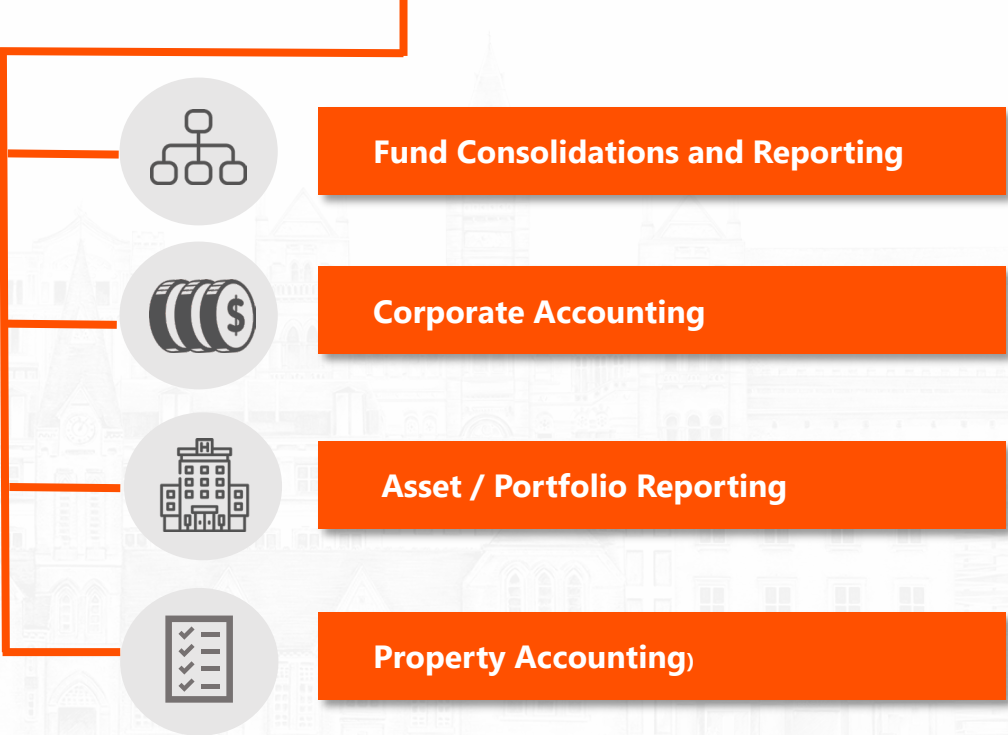 Fund Consolidations and Reporting
$
Corporate Accounting
H
Asset / Portfolio Reporting
Property Accounting)